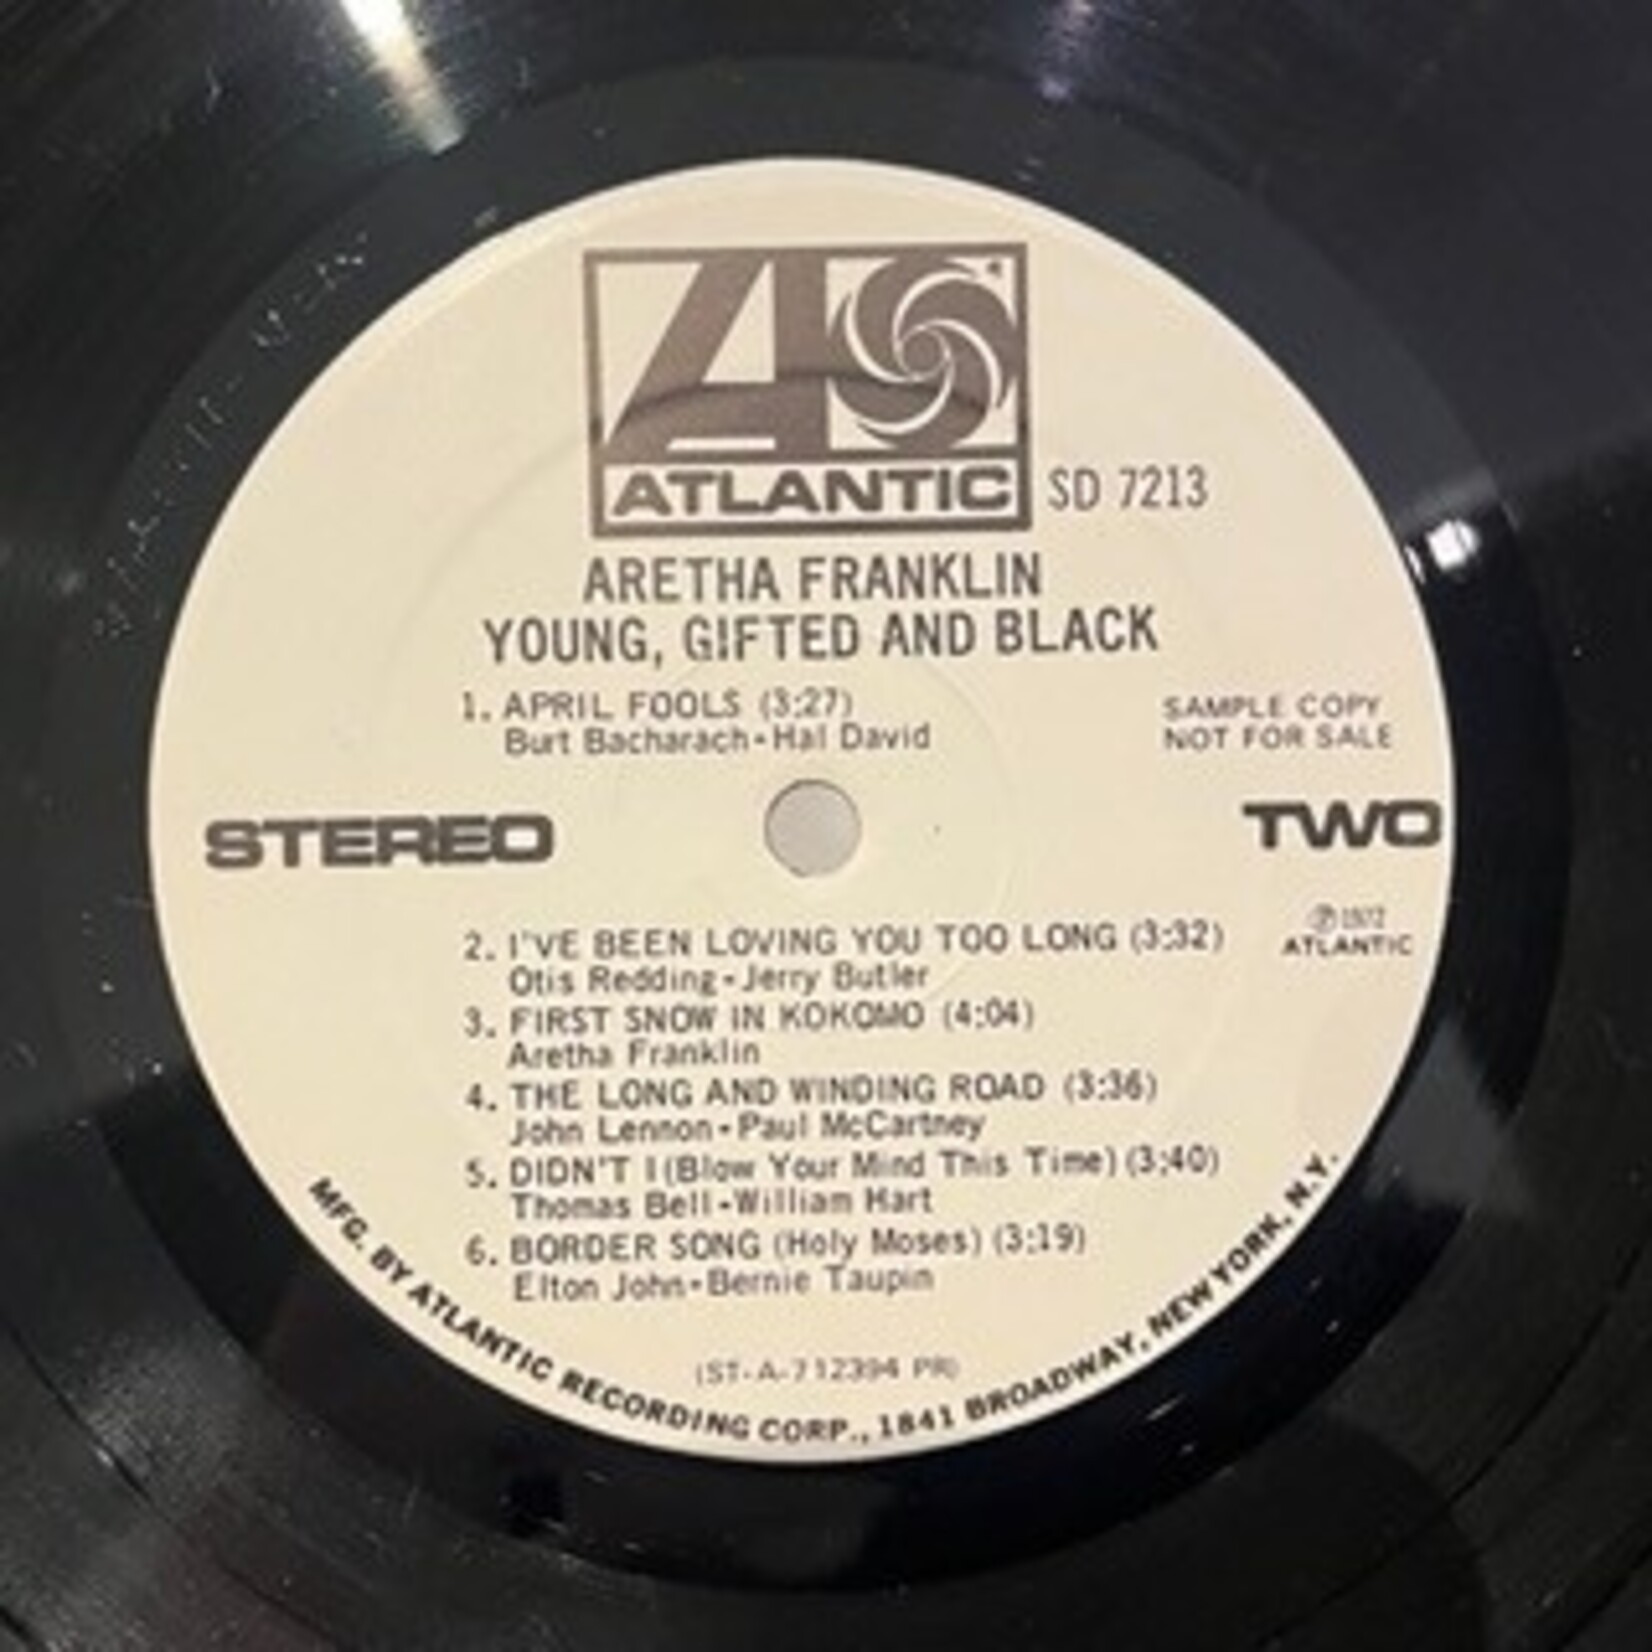 ATLANTIC
SD 7213
ARETHA FRANKLIN
YOUNG, GIFTED AND BLACK
1. APRIL FOOLS (3:27)
Burt Bacharach-Hal David
SAMPLE COPY
NOT FOR SALE
STEREO
TWO
℗ 1972
ATLANTIC
2. I'VE BEEN LOVING YOU TOO LONG (3:32)
Otis Redding-Jerry Butler
3. FIRST SNOW IN KOKOMO (4:04)
Aretha Franklin
4. THE LONG AND WINDING ROAD (3:36)
John Lennon-Paul McCartney
5. DIDN'T I (Blow Your Mind This Time) (3:40)
Thomas Bell-William Hart
6. BORDER SONG (Holy Moses) (3:19)
Elton John-Bernie Taupin
(ST-A-712394 PR)
MFG. BY ATLANTIC RECORDING CORP., 1841 BROADWAY, NEW YORK, N.Y.